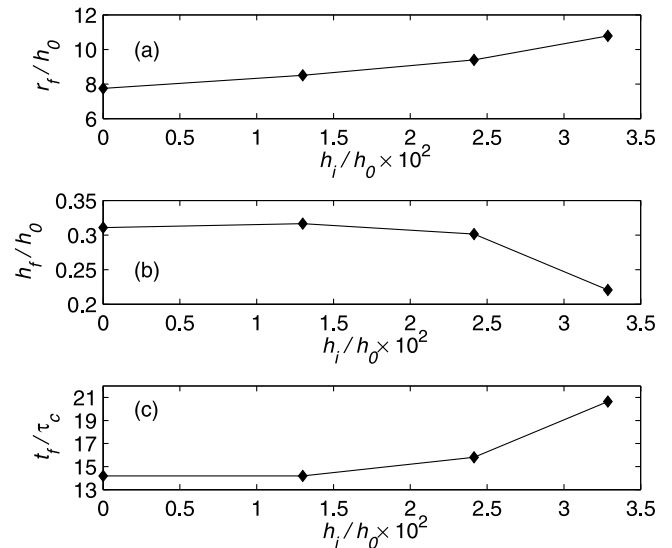 12
10
8
6
r_f / h_0
(a)
0 0.5 1 1.5 2 2.5 3 3.5
h_i / h_0 × 10^2
0.35
0.3
0.25
0.2
h_f / h_0
(b)
0 0.5 1 1.5 2 2.5 3 3.5
h_i / h_0 × 10^2
21
19
17
15
13
t_f / τ_c
(c)
0 0.5 1 1.5 2 2.5 3 3.5
h_i / h_0 × 10^2